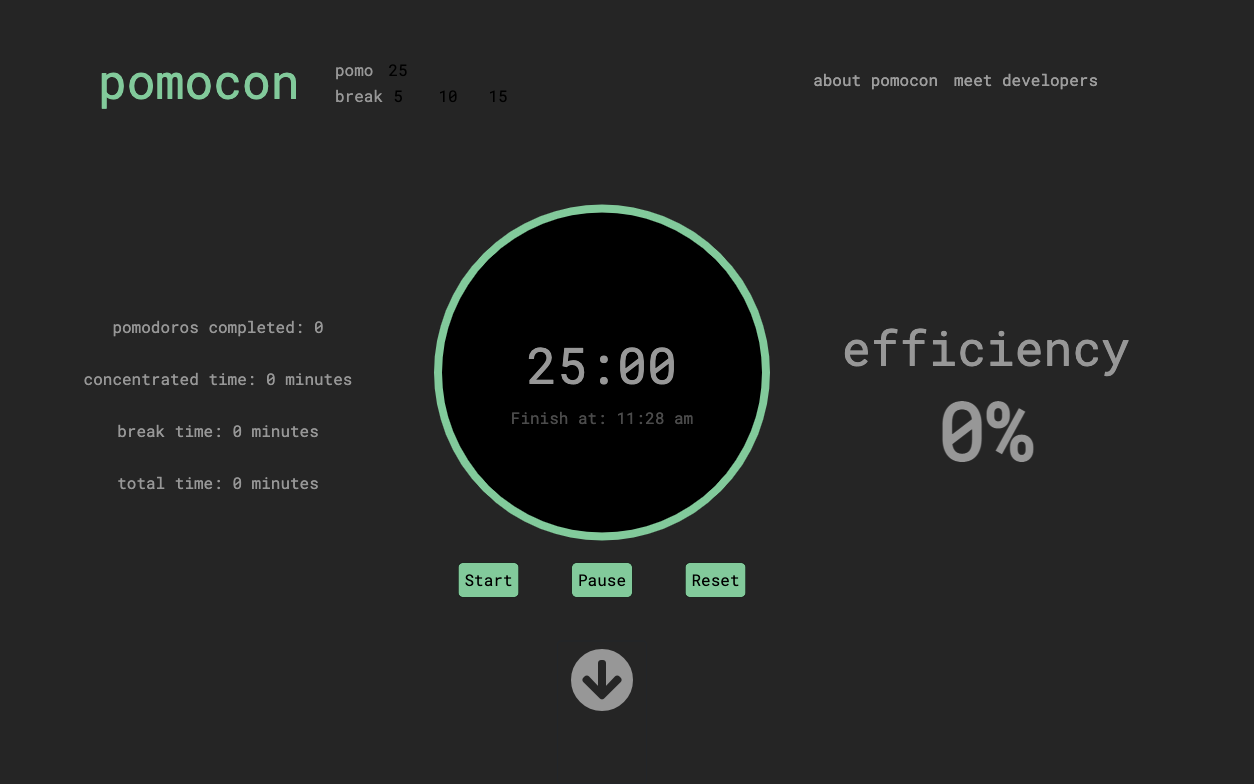 pomocon
pomo 25
break 5 10 15
about pomocon meet developers
pomodoros completed: 0
concentrated time: 0 minutes
break time: 0 minutes
total time: 0 minutes
25:00
Finish at: 11:28 am
Start Pause Reset
efficiency
0%